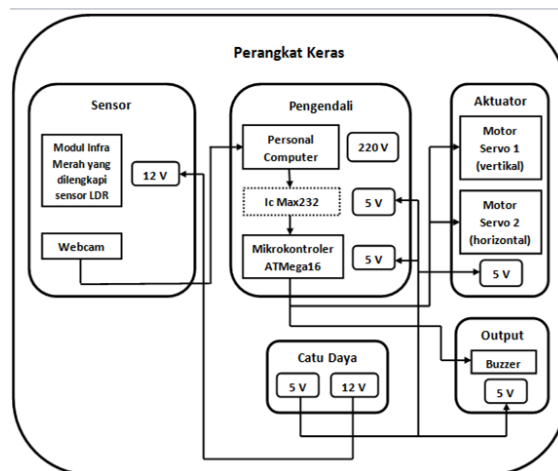 Perangkat Keras
Sensor
Modul Infra
Merah yang
dilengkapi
sensor LDR
12 V
Webcam
Pengendali
Personal
Computer
220 V
Ic Max232
5 V
Mikrokontroler
ATMega16
5 V
Aktuator
Motor
Servo 1
(vertikal)
Motor
Servo 2
(horizontal)
5 V
Catu Daya
5 V
12 V
Output
Buzzer
5 V